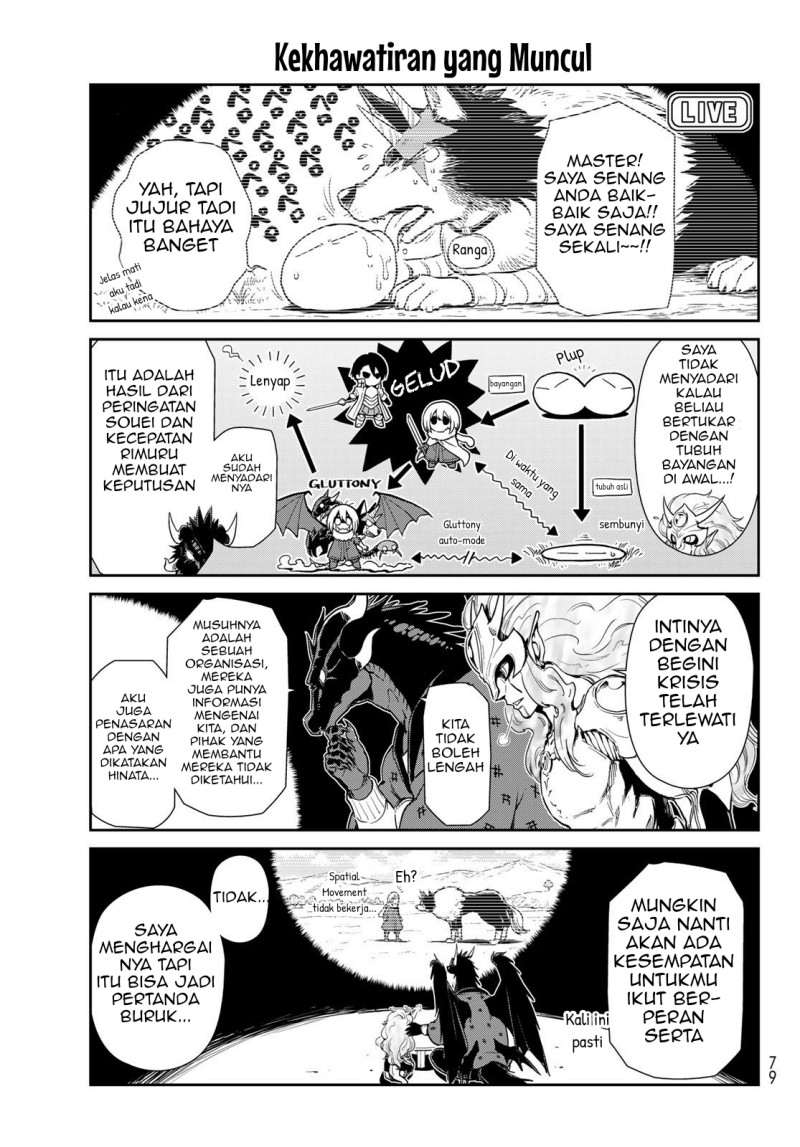 Kekhawatiran yang Muncul
LIVE
MASTER!
SAYA SENANG
ANDA BAIK-
BAIK SAJA!!
SAYA SENANG
SEKALI~~!!
Ranga
YAH, TAPI
JUJUR TADI
ITU BAHAYA
BANGET
Jelas mati
aku tadi
kalau kena
SAYA
TIDAK
MENYADARI
KALAU
BELIAU
BERTUKAR
DENGAN
TUBUH
BAYANGAN
DI AWAL...!
Plup
bayangan
GELUD
Lenyap
tubuh asli
Di waktu yang
sama
sembunyi
GLUTTONY
Gluttony
auto-mode
AKU
SUDAH
MENYADARI
NYA
ITU ADALAH
HASIL DARI
PERINGATAN
SOUEI DAN
KECEPATAN
RIMURU
MEMBUAT
KEPUTUSAN
INTINYA
DENGAN
BEGINI
KRISIS
TELAH
TERLEWATI
YA
KITA
TIDAK
BOLEH
LENGAH
MUSUHNYA
ADALAH
SEBUAH
ORGANISASI,
MEREKA
JUGA PUNYA
INFORMASI
MENGENAI
KITA, DAN
PIHAK YANG
MEMBANTU
MEREKA TIDAK
DIKETAHUI...
AKU
JUGA
PENASARAN
DENGAN
APA YANG
DIKATAKAN
HINATA...
MUNGKIN
SAJA NANTI
AKAN ADA
KESEMPATAN
UNTUKMU
IKUT BER-
PERAN
SERTA
Kali ini
pasti
Eh?
Spatial
Movement
tidak bekerja...
TIDAK...
SAYA
MENGHARGAI
NYA TAPI
ITU BISA JADI
PERTANDA
BURUK...
79